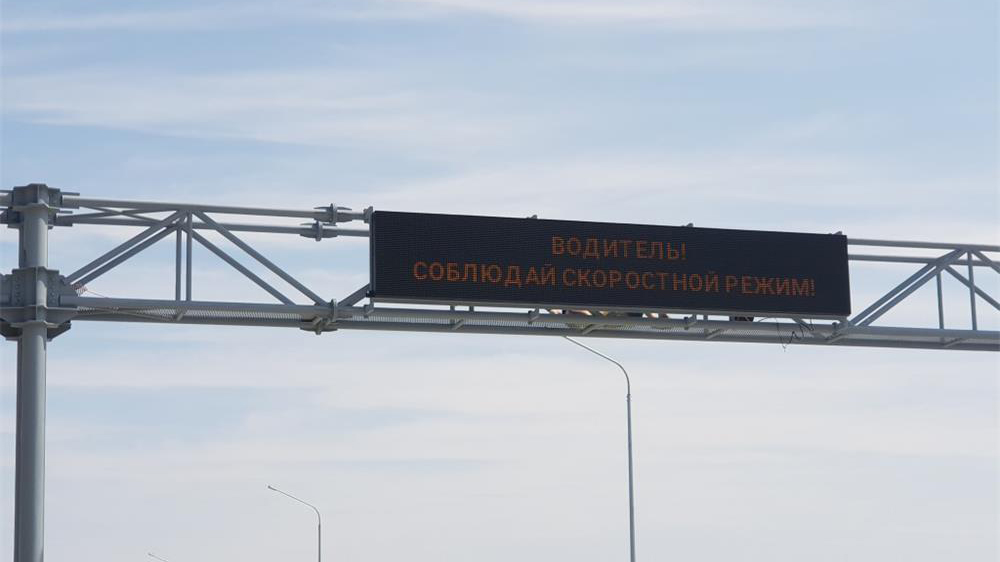 ВОДИТЕЛЬ!
СОБЛЮДАЙ СКОРОСТНОЙ РЕЖИМ!